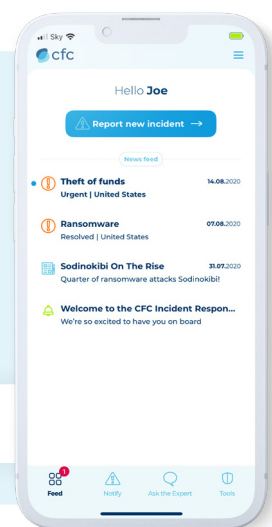 Sky
cfc
Hello Joe
Report new incident →
News feed
Theft of funds 14.08.2020
Urgent | United States
Ransomware 07.08.2020
Resolved | United States
Sodinokibi On The Rise 31.07.2020
Quarter of ransomware attacks Sodinokibi!
Welcome to the CFC Incident Respon...
We're so excited to have you on board
1
Feed Notify Ask the Expert Tools